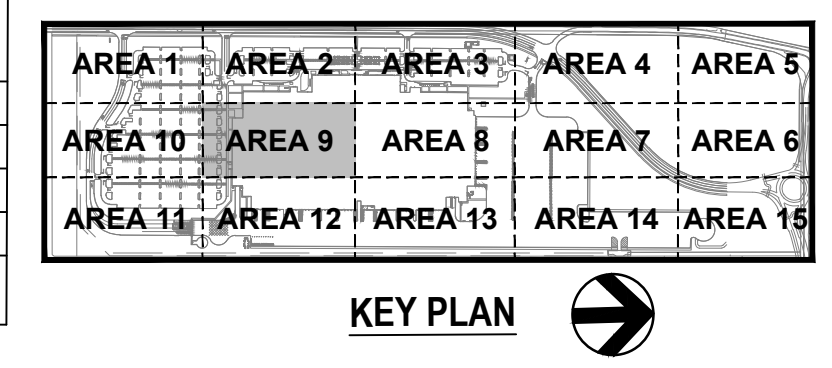 AREA 1 AREA 2 AREA 3 AREA 4 AREA 5
AREA 10 AREA 9 AREA 8 AREA 7 AREA 6
AREA 11 AREA 12 AREA 13 AREA 14 AREA 15
KEY PLAN